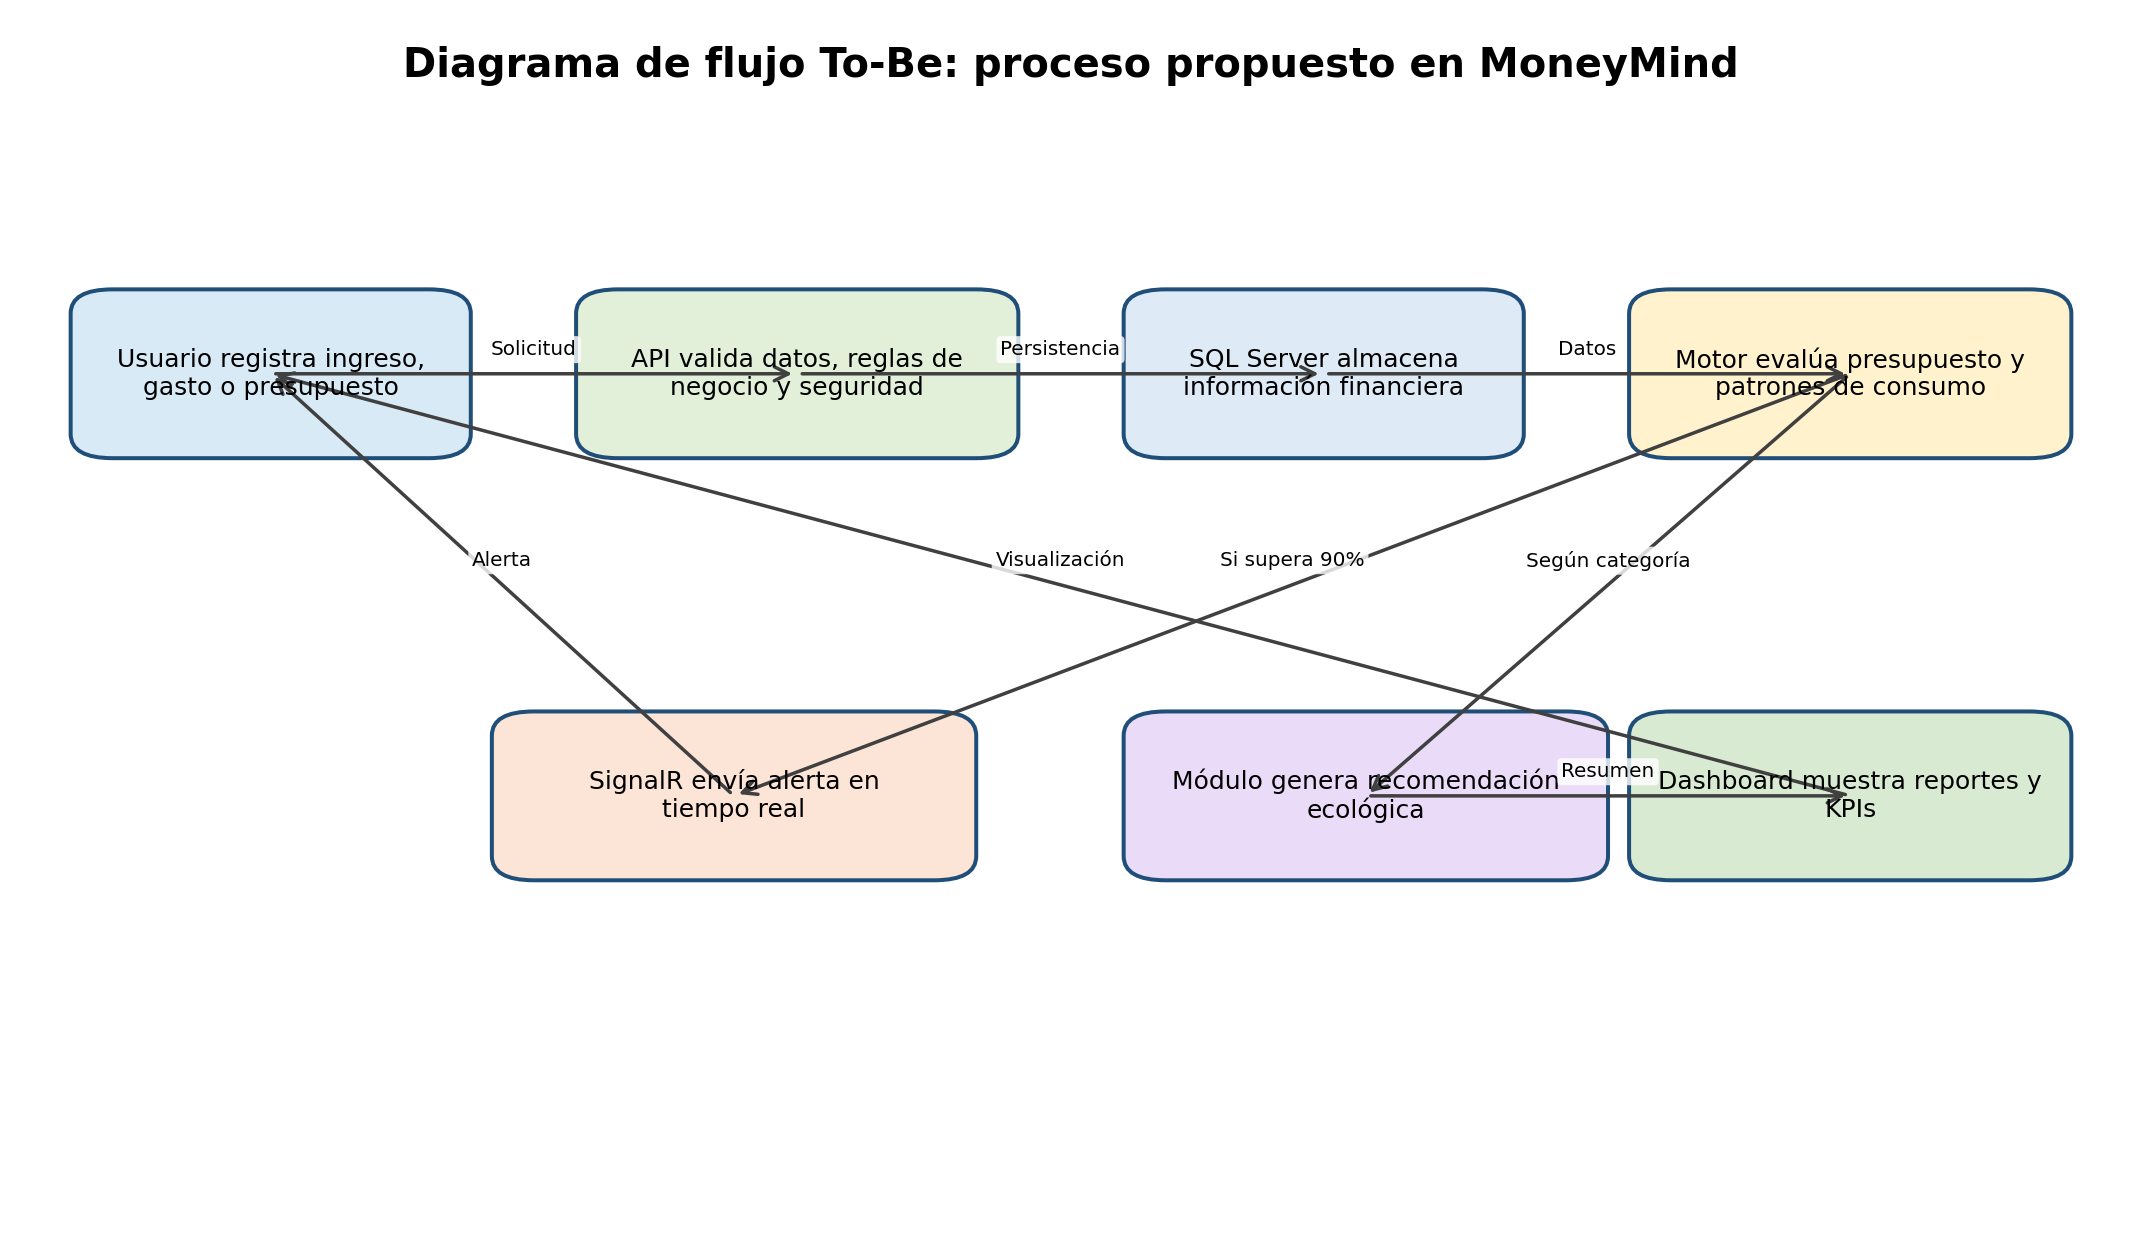 Diagrama de flujo To-Be: proceso propuesto en MoneyMind
Usuario registra ingreso,
gasto o presupuesto
Solicitud
API valida datos, reglas de
negocio y seguridad
Persistencia
SQL Server almacena
información financiera
Datos
Motor evalúa presupuesto y
patrones de consumo
Alerta
Visualización
Si supera 90%
Según categoría
SignalR envía alerta en
tiempo real
Módulo genera recomendación
ecológica
Resumen
Dashboard muestra reportes y
KPIs